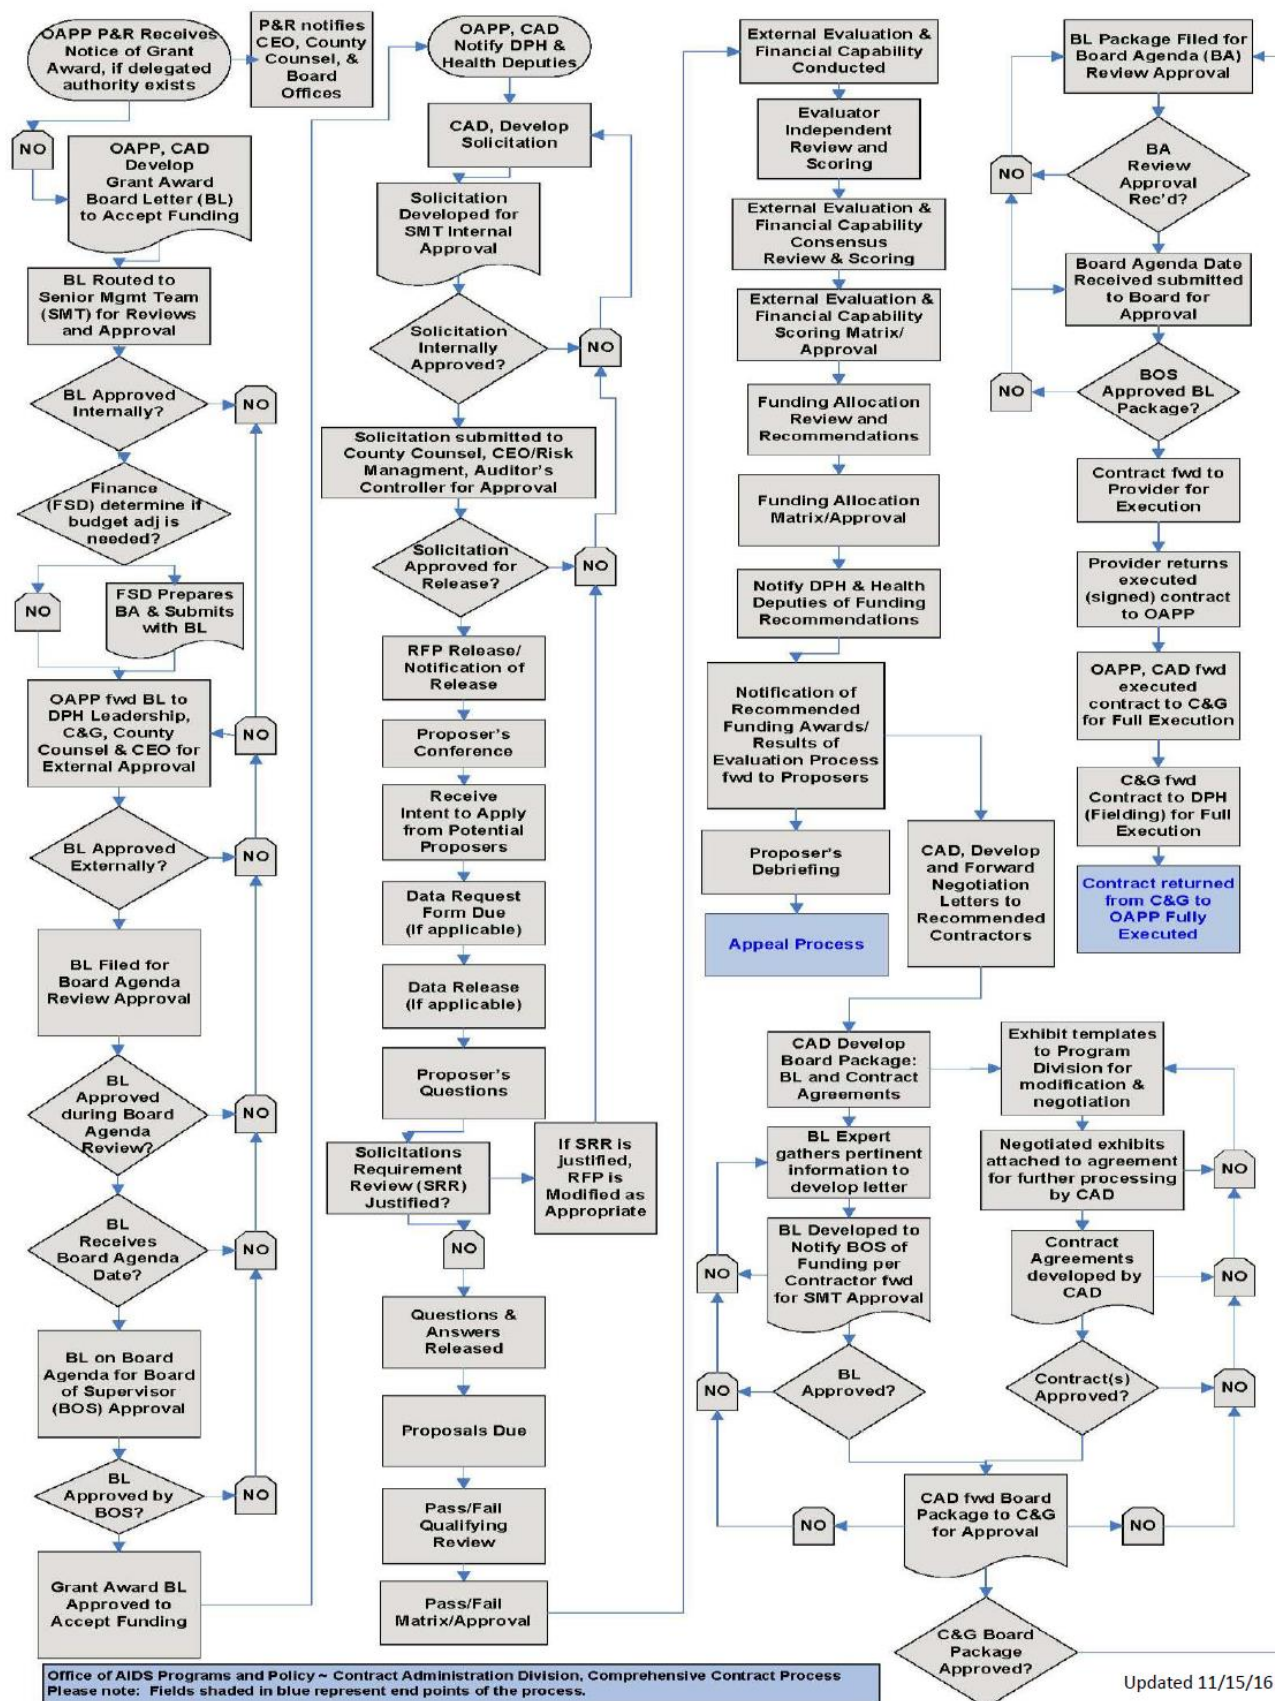 OAPP P&R Receives
Notice of Grant
Award, if delegated
authority exists
P&R notifies
CEO, County
Counsel, &
Board
Offices
NO
OAPP, CAD
Develop
Grant Award
Board Letter (BL)
to Accept Funding
BL Routed to
Senior Mgmt Team
(SMT) for Reviews
and Approval
BL Approved
Internally?
NO
Finance
(FSD) determine if
budget adj is
needed?
NO
FSD Prepares
BA & Submits
with BL
OAPP fwd BL to
DPH Leadership,
C&G, County
Counsel & CEO for
External Approval
NO
BL Approved
Externally?
NO
BL Filed for
Board Agenda
Review Approval
BL
Approved
during Board
Agenda
Review?
NO
BL
Receives
Board Agenda
Date?
NO
BL on Board
Agenda for Board
of Supervisor
(BOS) Approval
BL
Approved by
BOS?
NO
Grant Award BL
Approved to
Accept Funding
OAPP, CAD
Notify DPH &
Health Deputies
CAD, Develop
Solicitation
Solicitation
Developed for
SMT Internal
Approval
Solicitation
Internally
Approved?
NO
Solicitation submitted to
County Counsel, CEO/Risk
Managment, Auditor's
Controller for Approval
Solicitation
Approved for
Release?
NO
RFP Release/
Notification of
Release
Proposer's
Conference
Receive
Intent to Apply
from Potential
Proposers
Data Request
Form Due
(If applicable)
Data Release
(If applicable)
Proposer's
Questions
Solicitations
Requirement
Review (SRR)
Justified?
If SRR is
justified,
RFP is
Modified as
Appropriate
NO
Questions &
Answers
Released
Proposals Due
Pass/Fail
Qualifying
Review
Pass/Fail
Matrix/Approval
External Evaluation &
Financial Capability
Conducted
Evaluator
Independent
Review and
Scoring
External Evaluation &
Financial Capability
Consensus
Review & Scoring
External Evaluation &
Financial Capability
Scoring Matrix/
Approval
Funding Allocation
Review and
Recommendations
Funding Allocation
Matrix/Approval
Notify DPH & Health
Deputies of Funding
Recommendations
Notification of
Recommended
Funding Awards/
Results of
Evaluation Process
fwd to Proposers
Proposer's
Debriefing
Appeal Process
CAD, Develop
and Forward
Negotiation
Letters to
Recommended
Contractors
CAD Develop
Board Package:
BL and Contract
Agreements
BL Expert
gathers pertinent
information to
develop letter
BL Developed to
Notify BOS of
Funding per
Contractor fwd
for SMT Approval
NO
BL
Approved?
NO
Exhibit templates
to Program
Division for
modification &
negotiation
Negotiated exhibits
attached to agreement
for further processing
by CAD
NO
Contract
Agreements
developed by
CAD
NO
Contract(s)
Approved?
NO
CAD fwd Board
Package to C&G
for Approval
NO
NO
C&G Board
Package
Approved?
BL Package Filed for
Board Agenda (BA)
Review Approval
BA
Review
Approval
Rec'd?
NO
Board Agenda Date
Received submitted
to Board for
Approval
BOS
Approved BL
Package?
NO
Contract fwd to
Provider for
Execution
Provider returns
executed
(signed) contract
to OAPP
OAPP, CAD fwd
executed
contract to C&G
for Full Execution
C&G fwd
Contract to DPH
(Fielding) for Full
Execution
Contract returned
from C&G to
OAPP Fully
Executed
Office of AIDS Programs and Policy ~ Contract Administration Division, Comprehensive Contract Process
Please note: Fields shaded in blue represent end points of the process.
Updated 11/15/16